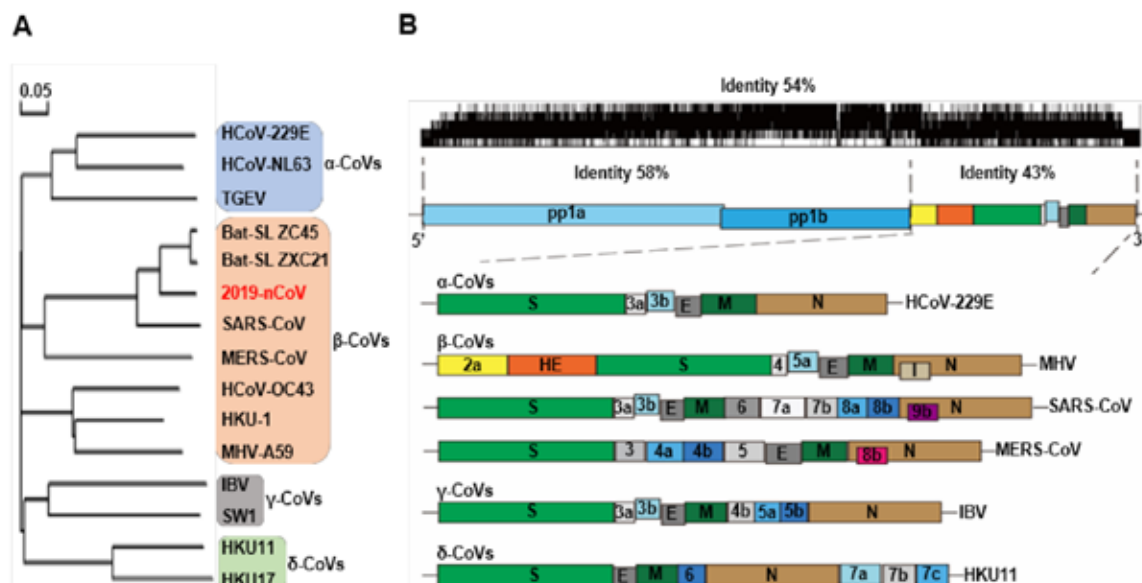 A
B
0.05
HCoV-229E
HCoV-NL63
TGEV
α-CoVs
Bat-SL ZC45
Bat-SL ZXC21
2019-nCoV
SARS-CoV
MERS-CoV
HCoV-OC43
HKU-1
MHV-A59
β-CoVs
IBV
SW1
γ-CoVs
HKU11
HKU17
δ-CoVs
Identity 54%
Identity 58% Identity 43%
pp1a pp1b
5' 3'
α-CoVs
S 3a 3b E M N HCoV-229E
β-CoVs
2a HE S 4 5a E M I N MHV
S 3a 3b E M 6 7a 7b 8a 8b 9b N SARS-CoV
S 3 4a 4b 5 E M 8b N MERS-CoV
γ-CoVs
S 3a 3b E M 4b 5a 5b N IBV
δ-CoVs
S E M 6 N 7a 7b 7c HKU11